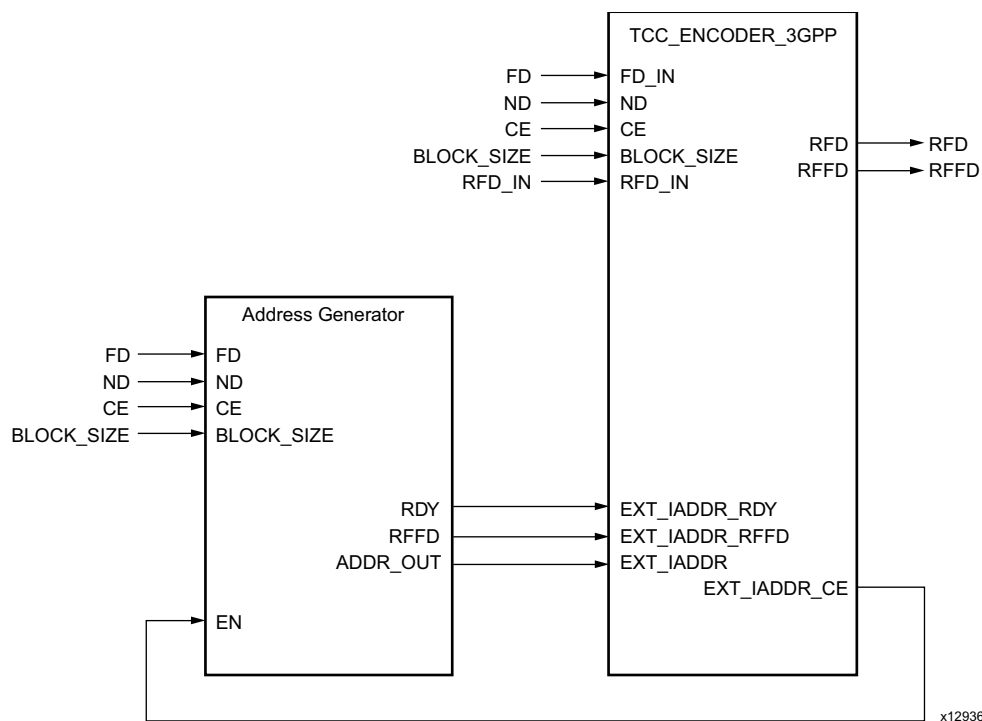 TCC_ENCODER_3GPP
FD FD_IN
ND ND
CE CE
RFD RFD
BLOCK_SIZE BLOCK_SIZE
RFFD RFFD
RFD_IN RFD_IN
Address Generator
FD FD
ND ND
CE CE
BLOCK_SIZE BLOCK_SIZE
RDY EXT_IADDR_RDY
RFFD EXT_IADDR_RFFD
ADDR_OUT EXT_IADDR
EXT_IADDR_CE
EN
x12936